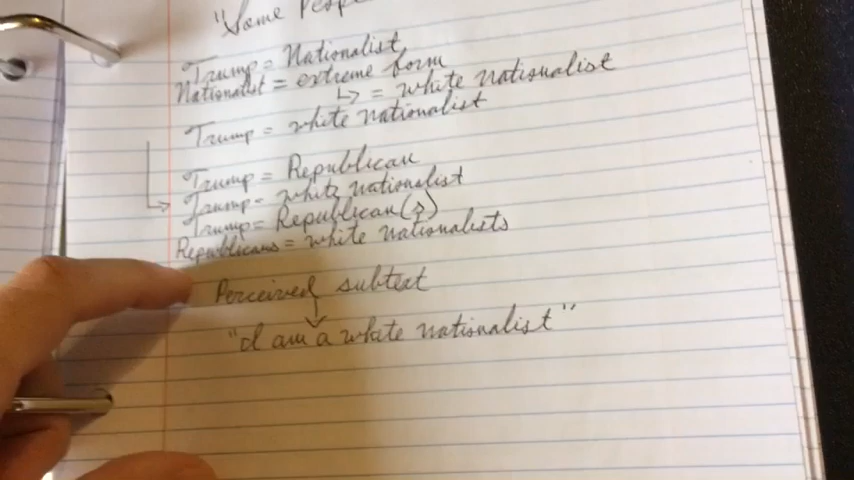 "Some Peop
Trump = Nationalist
Nationalist = extreme form
↳ = white nationalist
Trump = white nationalist
Trump = Republican
Trump = white nationalist
Trump = Republican(s)
Republicans = white nationalists
Perceived subtext
"I am a white nationalist"